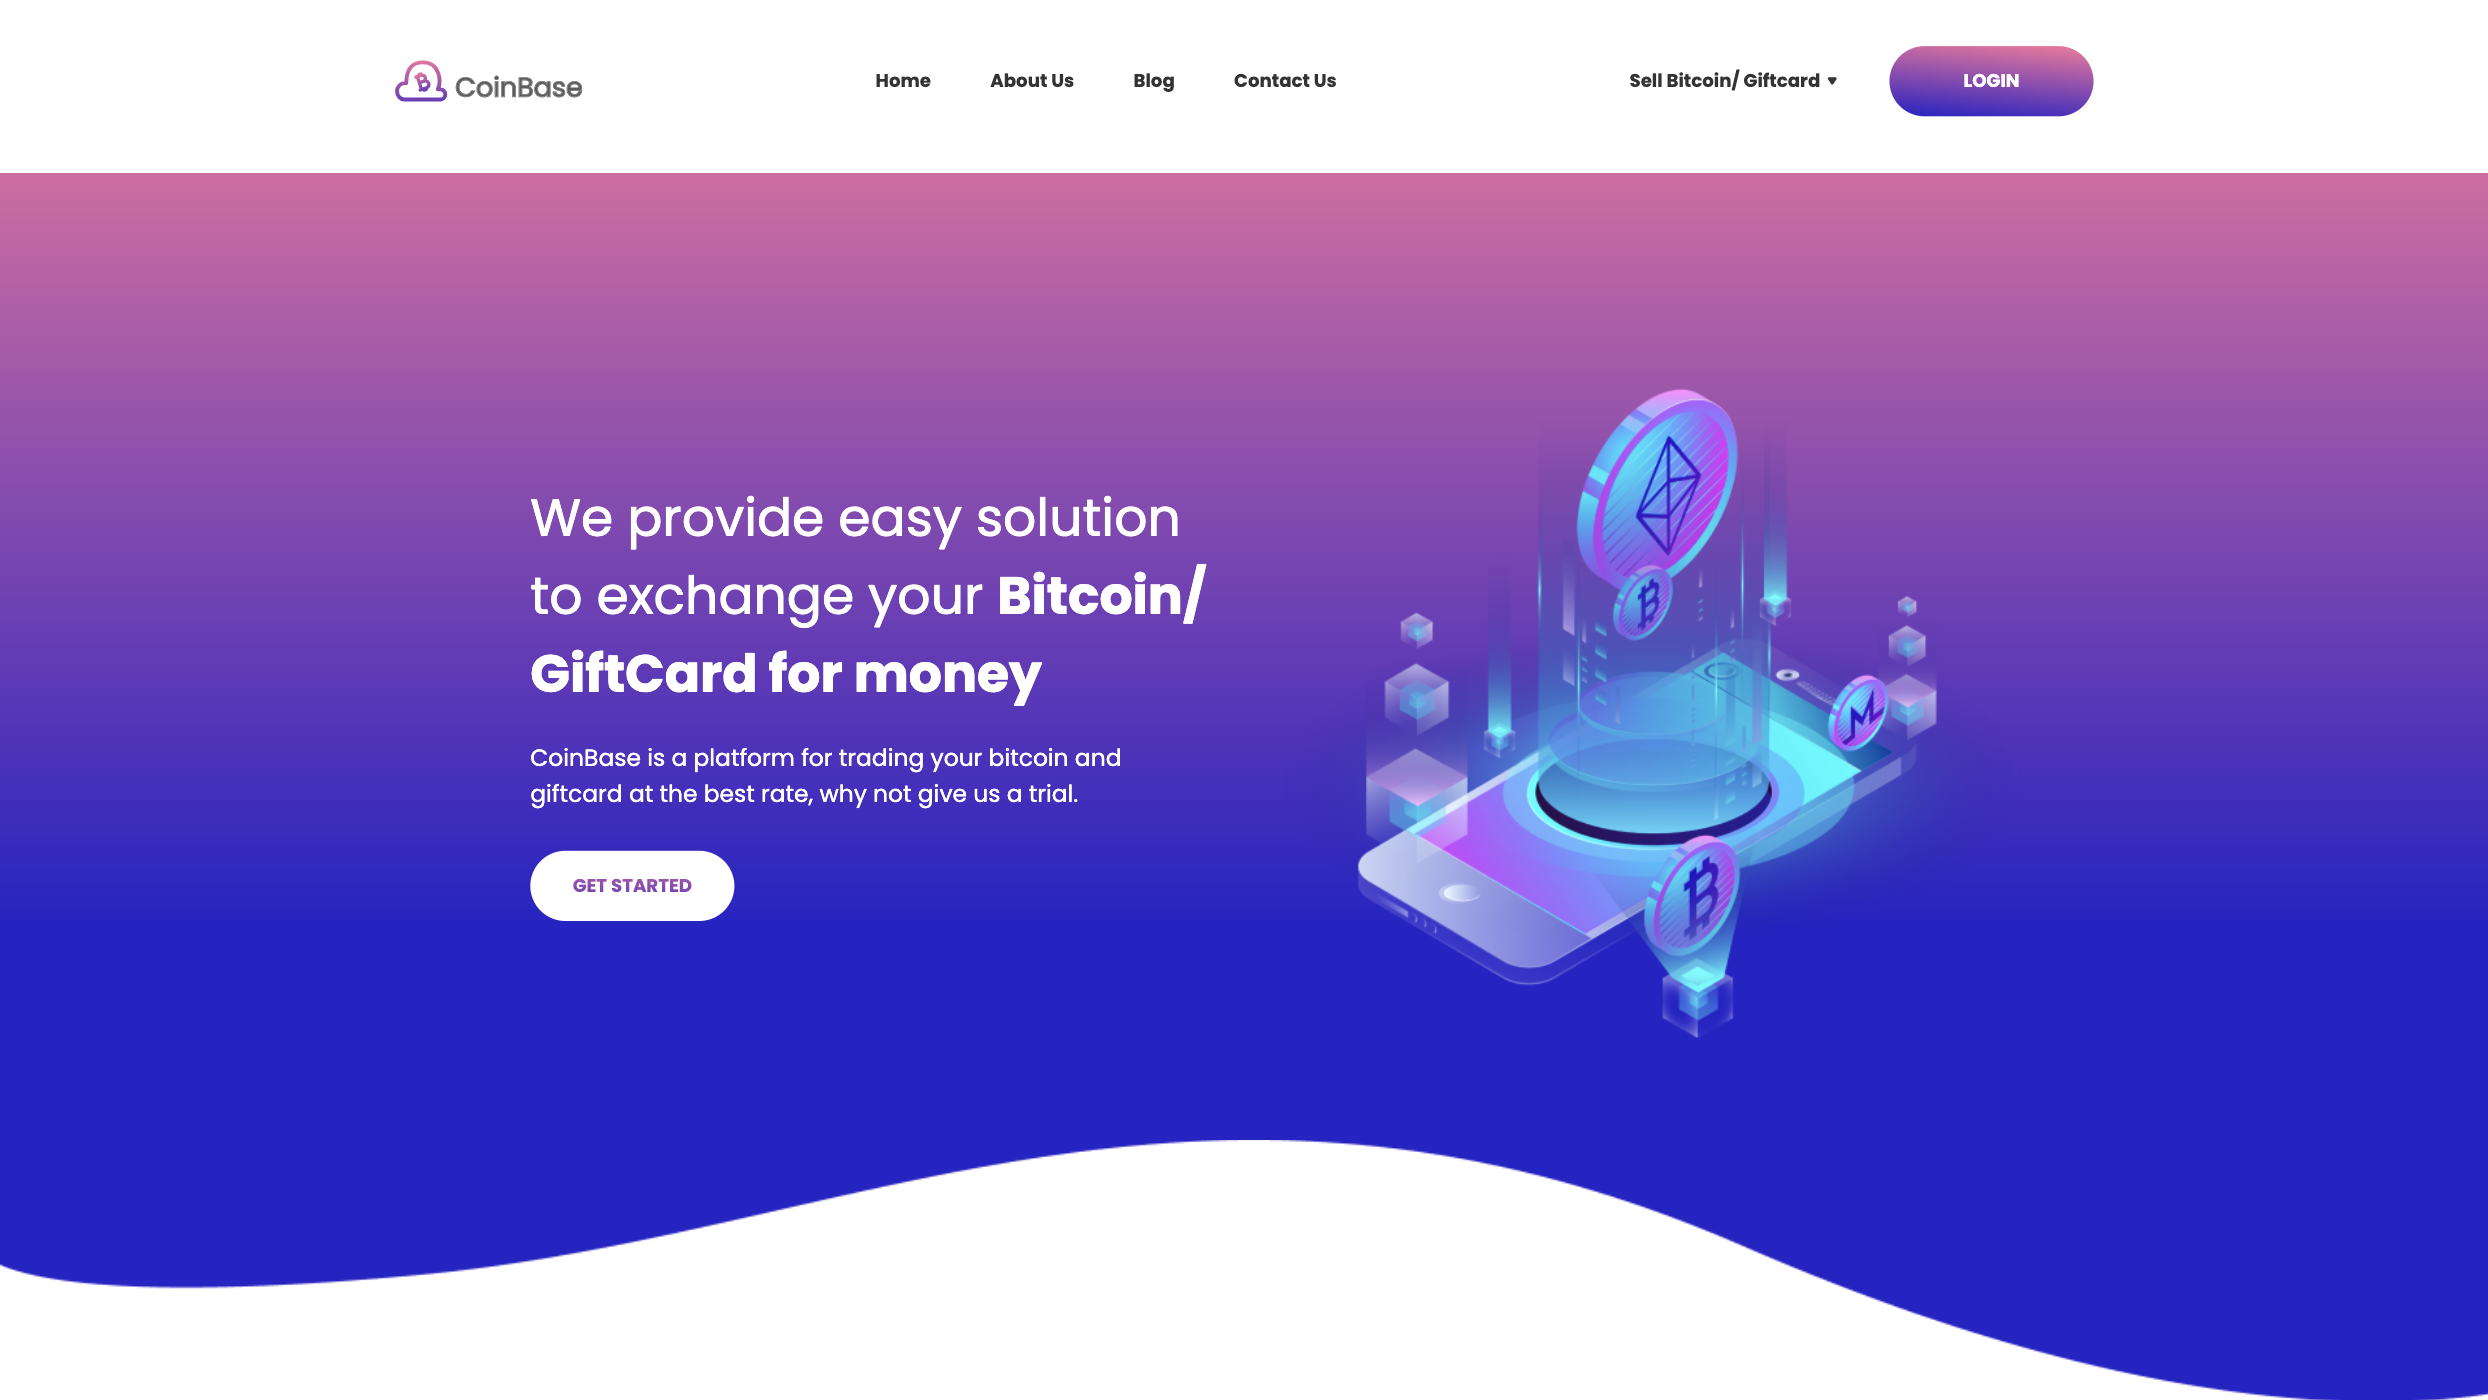 CoinBase
Home
About Us
Blog
Contact Us
Sell Bitcoin/ Giftcard
LOGIN
We provide easy solution
to exchange your Bitcoin/
GiftCard for money
CoinBase is a platform for trading your bitcoin and
giftcard at the best rate, why not give us a trial.
GET STARTED